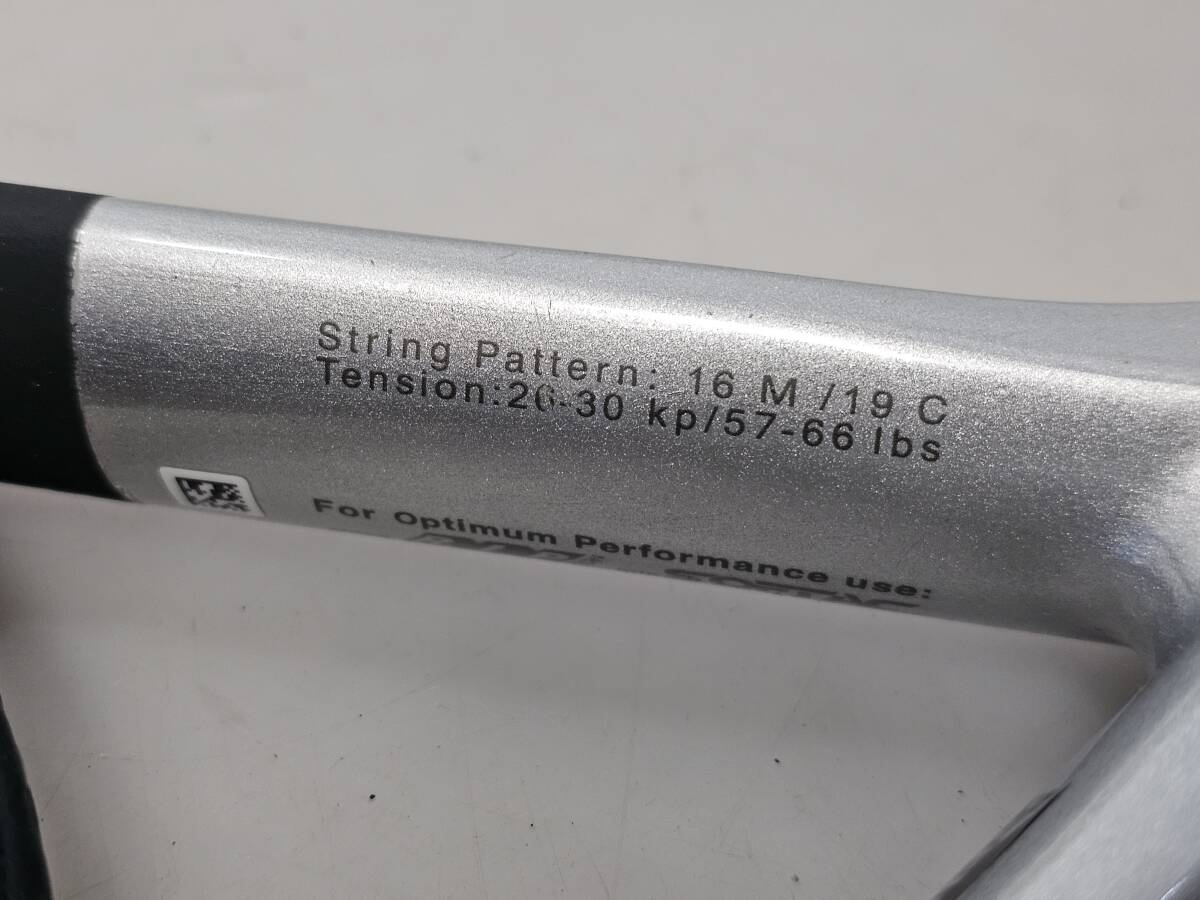 String Pattern: 16 M /19 C
Tension:26-30 kp/57-66 lbs
For Optimum Performance use: